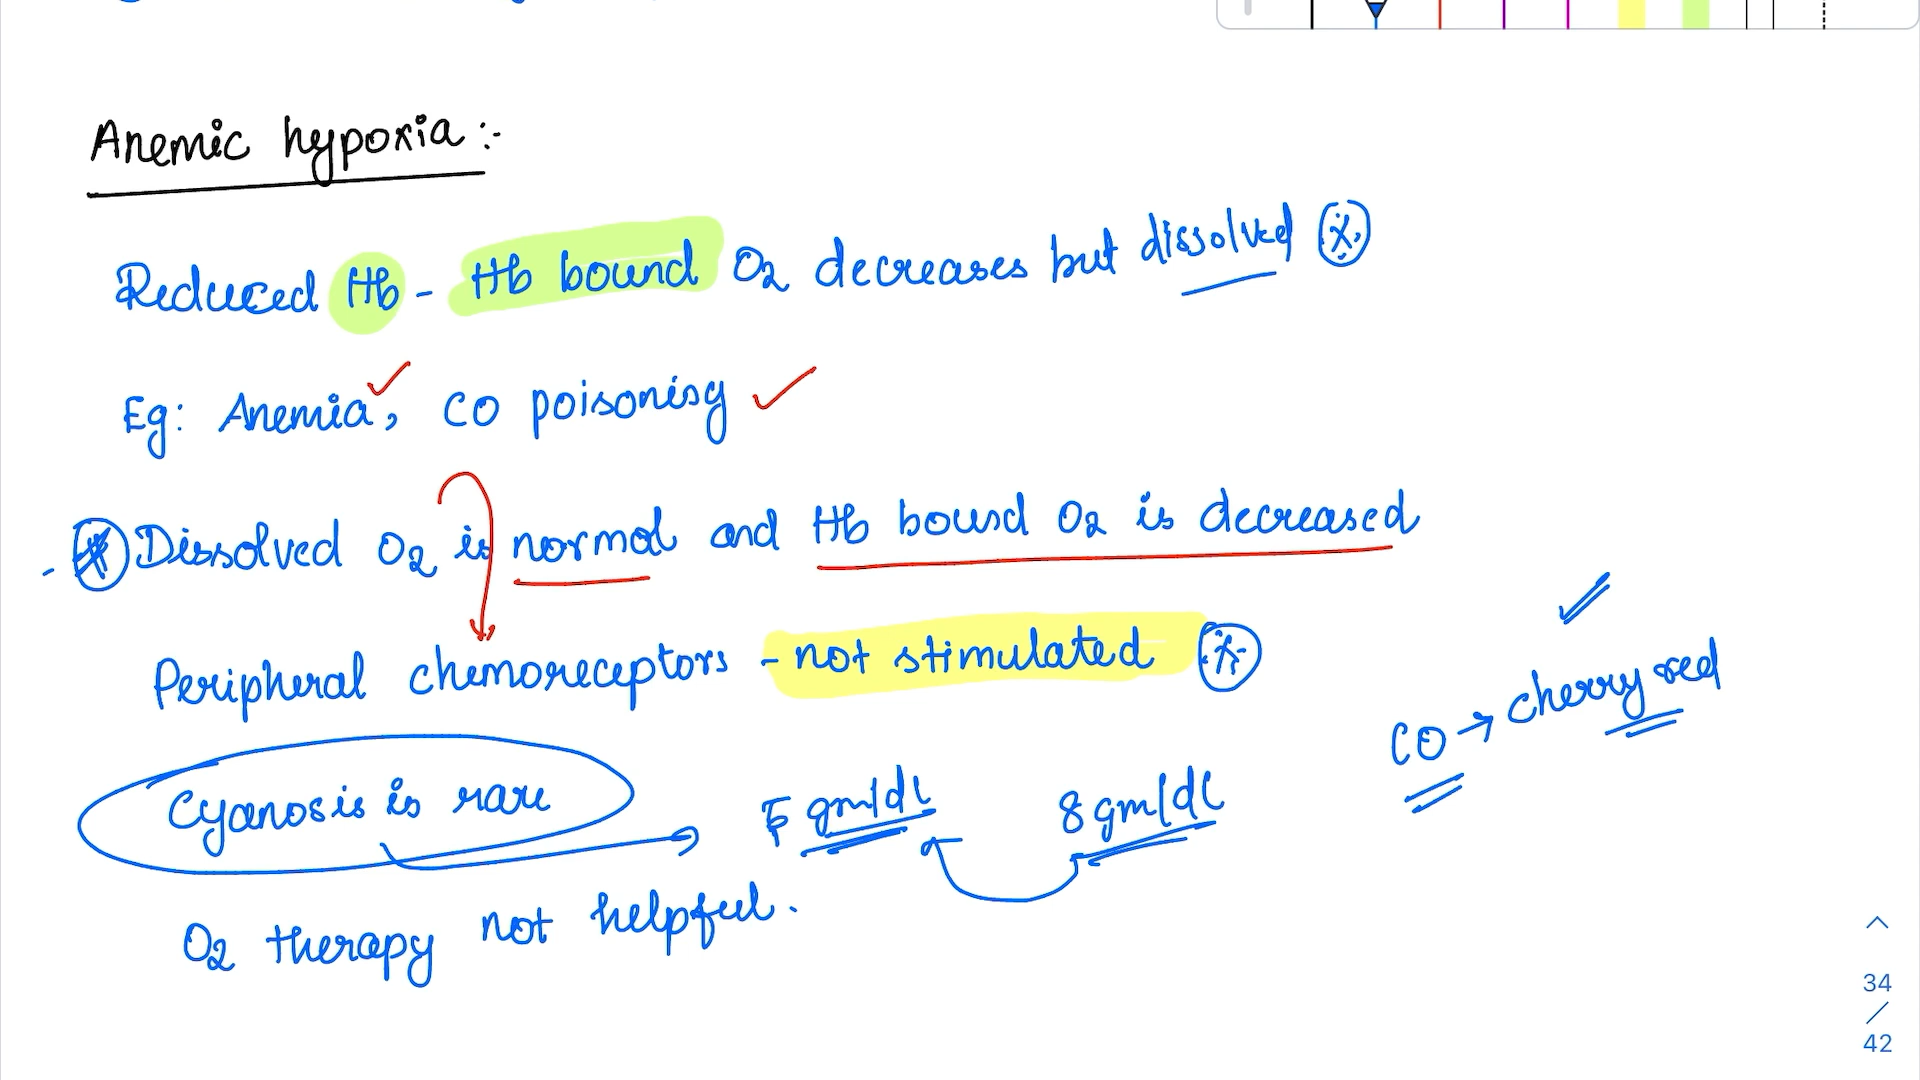 Anemic hypoxia :-
Reduced Hb - Hb bound O2 decreases but dissolved
Eg: Anemia, CO poisoning
Dissolved O2 is normal and Hb bound O2 is decreased
Peripheral chemoreceptors - not stimulated
CO → cherry red
Cyanosis is rare → 5 gm/dl 8 gm/dl
O2 therapy not helpful.
34
/
42